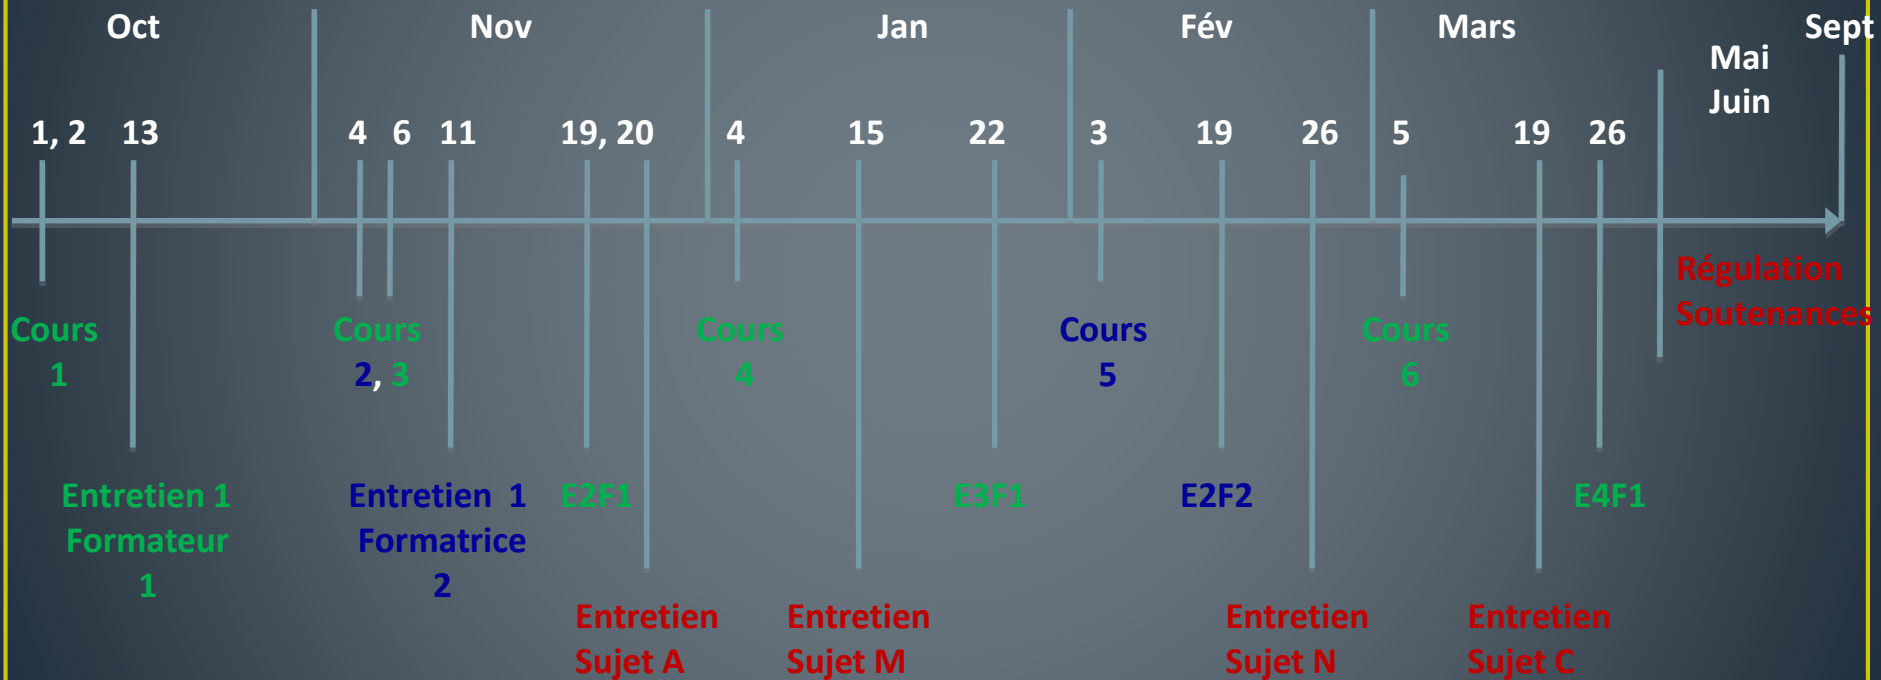 Oct Nov Jan Fév Mars Sept
Mai
Juin
1, 2 13 4 6 11 19, 20 4 15 22 3 19 26 5 19 26
Régulation
Soutenances
Cours Cours Cours Cours Cours
1 2, 3 4 5 6
Entretien 1 Entretien 1 E2F1 E3F1 E2F2 E4F1
Formateur Formatrice
1 2
Entretien Entretien Entretien Entretien
Sujet A Sujet M Sujet N Sujet C